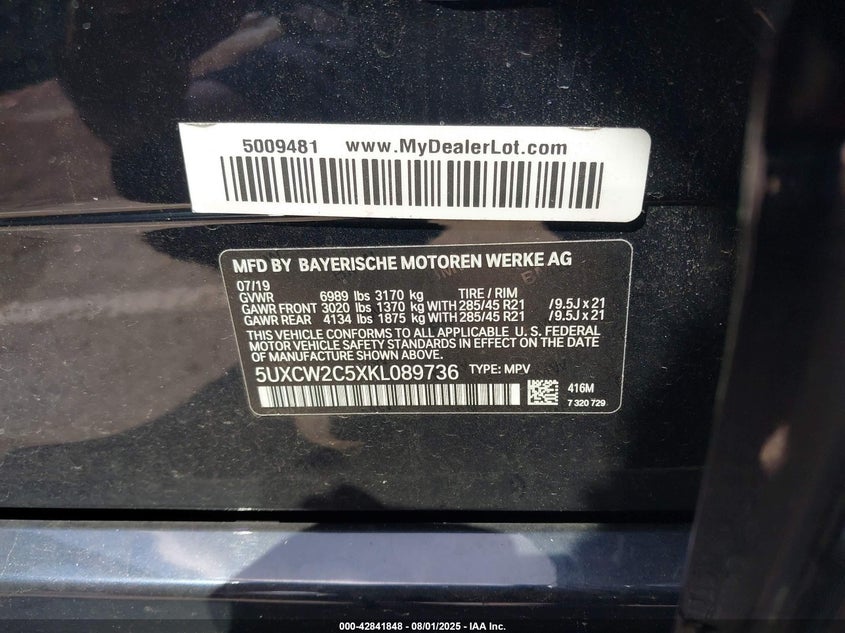 5009481 www.MyDealerLot.com
MFD BY BAYERISCHE MOTOREN WERKE AG
07/19
GVWR 6989 lbs 3170 kg TIRE / RIM
GAWR FRONT 3020 lbs 1370 kg WITH 285/45 R21 /9.5J x 21
GAWR REAR 4134 lbs 1875 kg WITH 285/45 R21 /9.5J x 21
THIS VEHICLE CONFORMS TO ALL APPLICABLE U. S. FEDERAL
MOTOR VEHICLE SAFETY STANDARDS IN EFFECT ON THE DATE
OF MANUFACTURE SHOWN ABOVE.
5UXCW2C5XKL089736 TYPE: MPV
416M
7 320 729
000-42841848 - 08/01/2025 - IAA Inc.